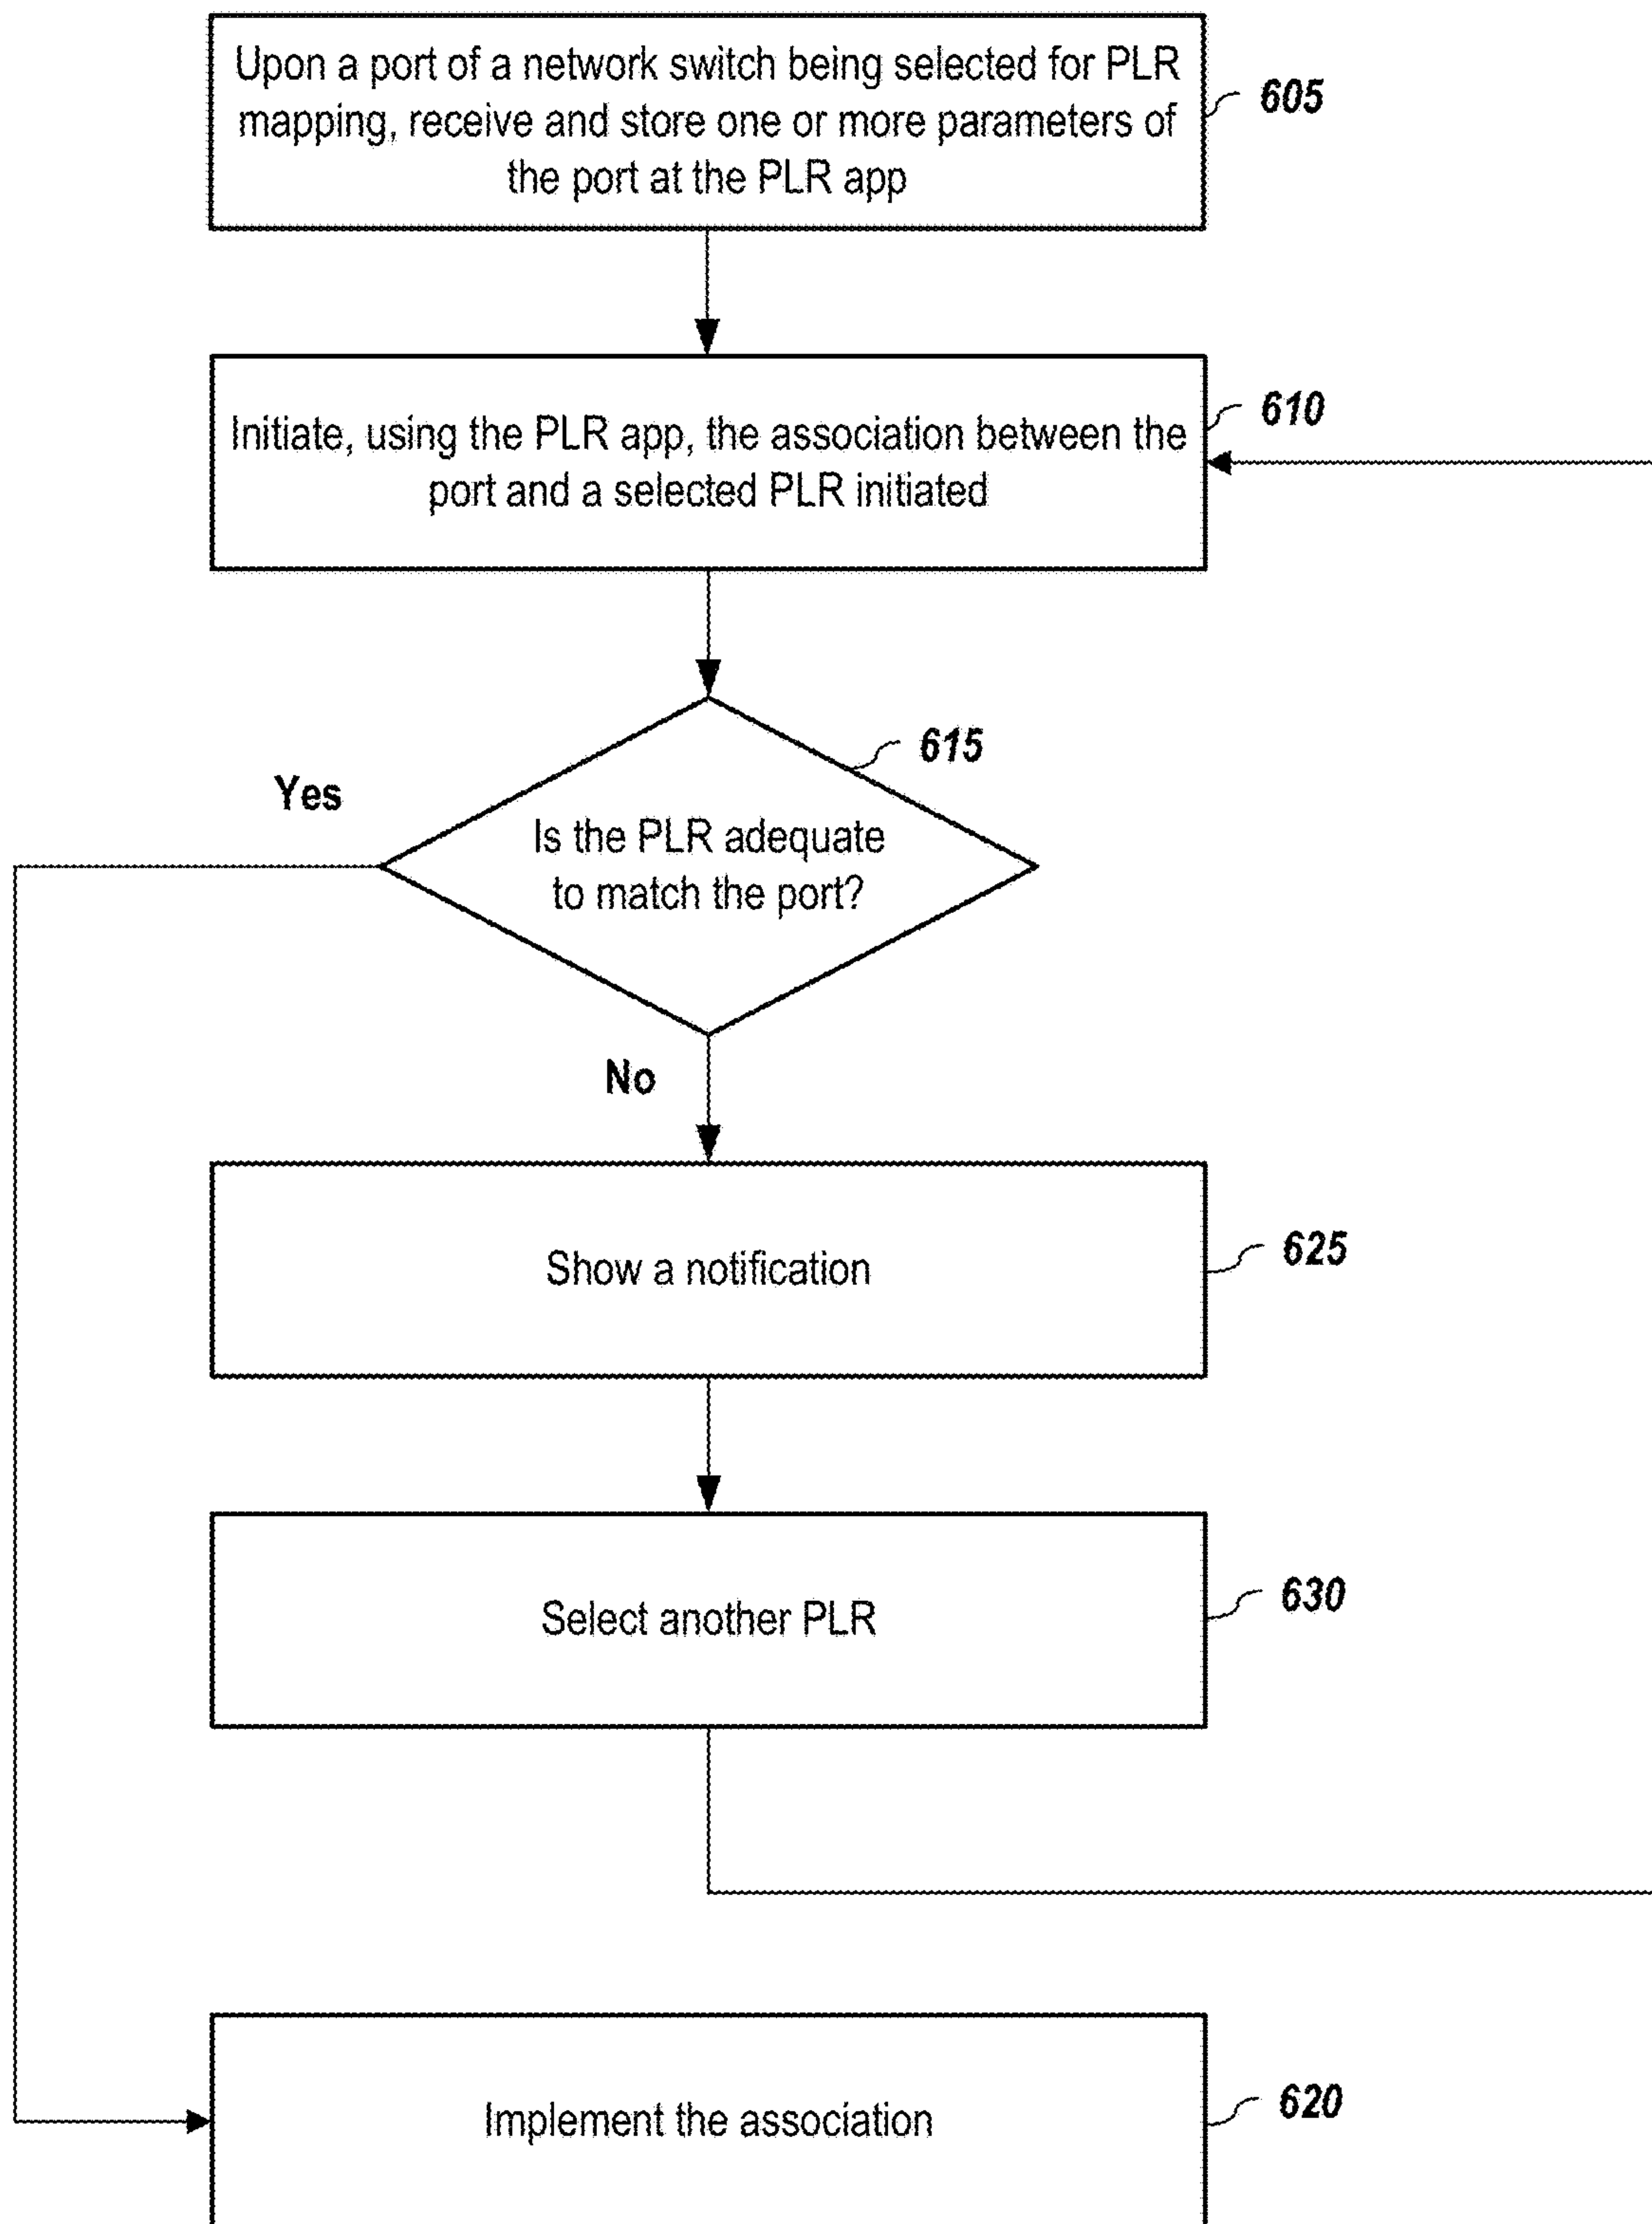 Upon a port of a network switch being selected for PLR
mapping, receive and store one or more parameters of
the port at the PLR app
605
Initiate, using the PLR app, the association between the
port and a selected PLR initiated
610
615
Yes
Is the PLR adequate
to match the port?
No
Show a notification
625
Select another PLR
630
Implement the association
620